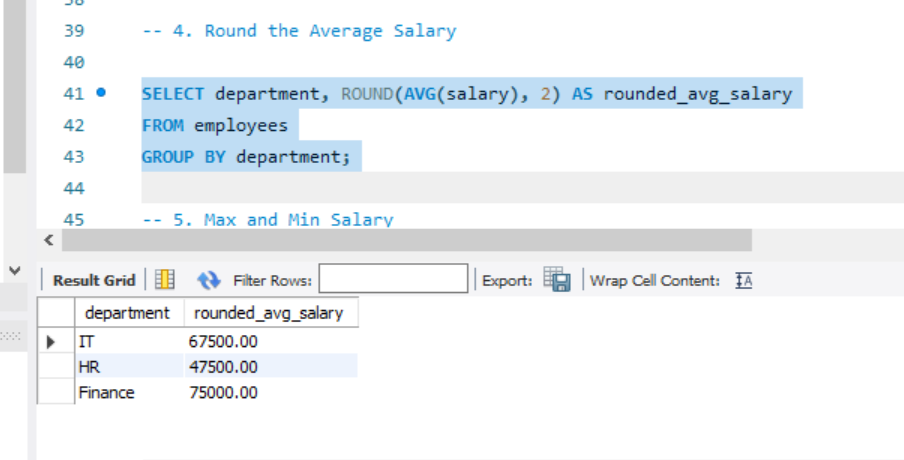 38
39 -- 4. Round the Average Salary
40
41 SELECT department, ROUND(AVG(salary), 2) AS rounded_avg_salary
42 FROM employees
43 GROUP BY department;
44
45 -- 5. Max and Min Salary
Result Grid Filter Rows: Export: Wrap Cell Content:
department rounded_avg_salary
IT 67500.00
HR 47500.00
Finance 75000.00